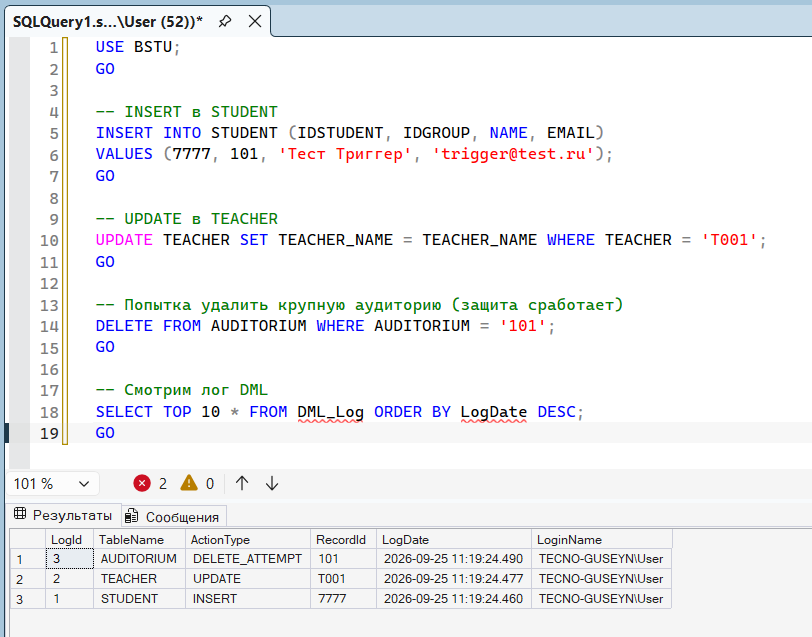 SQLQuery1.s...\User (52))*
1 USE BSTU;
2 GO
3
4 -- INSERT в STUDENT
5 INSERT INTO STUDENT (IDSTUDENT, IDGROUP, NAME, EMAIL)
6 VALUES (7777, 101, 'Тест Триггер', 'trigger@test.ru');
7 GO
8
9 -- UPDATE в TEACHER
10 UPDATE TEACHER SET TEACHER_NAME = TEACHER_NAME WHERE TEACHER = 'T001';
11 GO
12
13 -- Попытка удалить крупную аудиторию (защита сработает)
14 DELETE FROM AUDITORIUM WHERE AUDITORIUM = '101';
15 GO
16
17 -- Смотрим лог DML
18 SELECT TOP 10 * FROM DML_Log ORDER BY LogDate DESC;
19 GO
101 % 2 0
Результаты Сообщения
LogId TableName ActionType RecordId LogDate LoginName
1 3 AUDITORIUM DELETE_ATTEMPT 101 2026-09-25 11:19:24.490 TECNO-GUSEYN\User
2 2 TEACHER UPDATE T001 2026-09-25 11:19:24.477 TECNO-GUSEYN\User
3 1 STUDENT INSERT 7777 2026-09-25 11:19:24.460 TECNO-GUSEYN\User